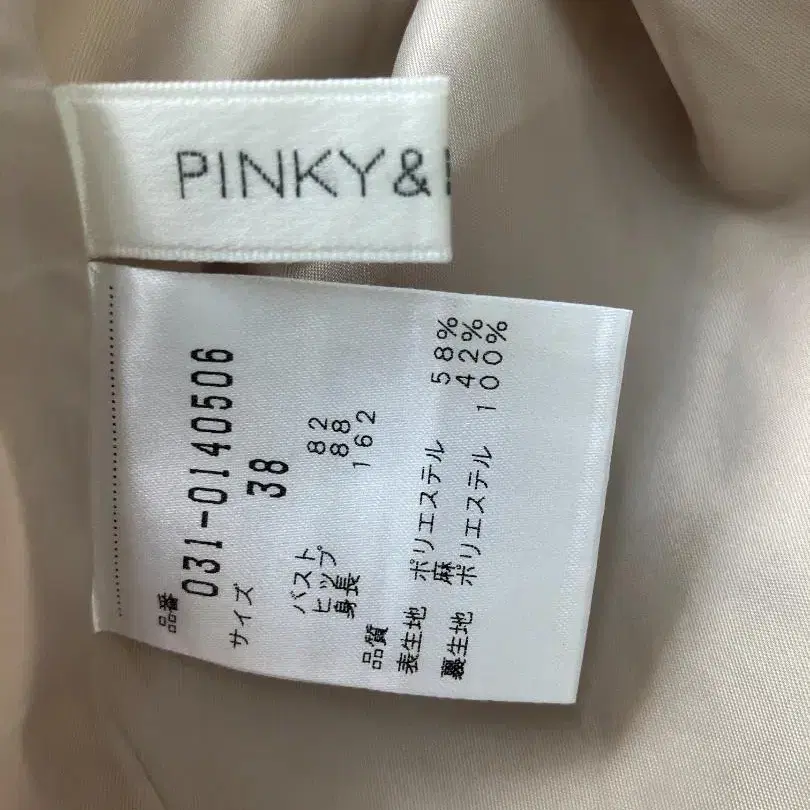 PINKY&
品番
031-0140506
サイズ 38
バスト 82
ヒップ 88
身長 162
品質
表生地 ポリエステル 58%
麻 42%
裏生地 ポリエステル 100%